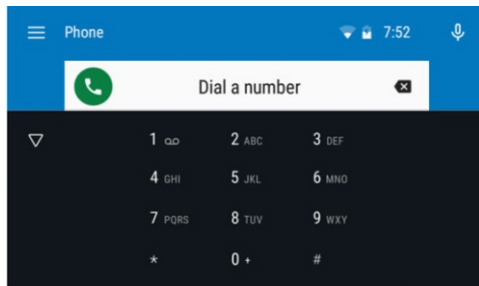 Phone 7:52
Dial a number
1 2 ABC 3 DEF
4 GHI 5 JKL 6 MNO
7 PQRS 8 TUV 9 WXY
* 0 + #